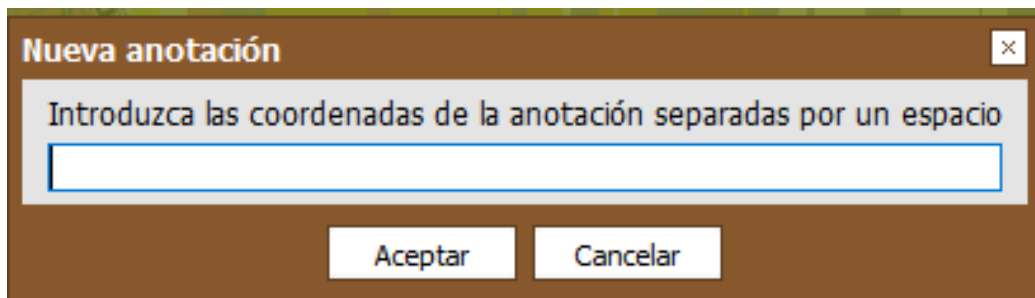 Nueva anotación
Introduzca las coordenadas de la anotación separadas por un espacio
Aceptar Cancelar